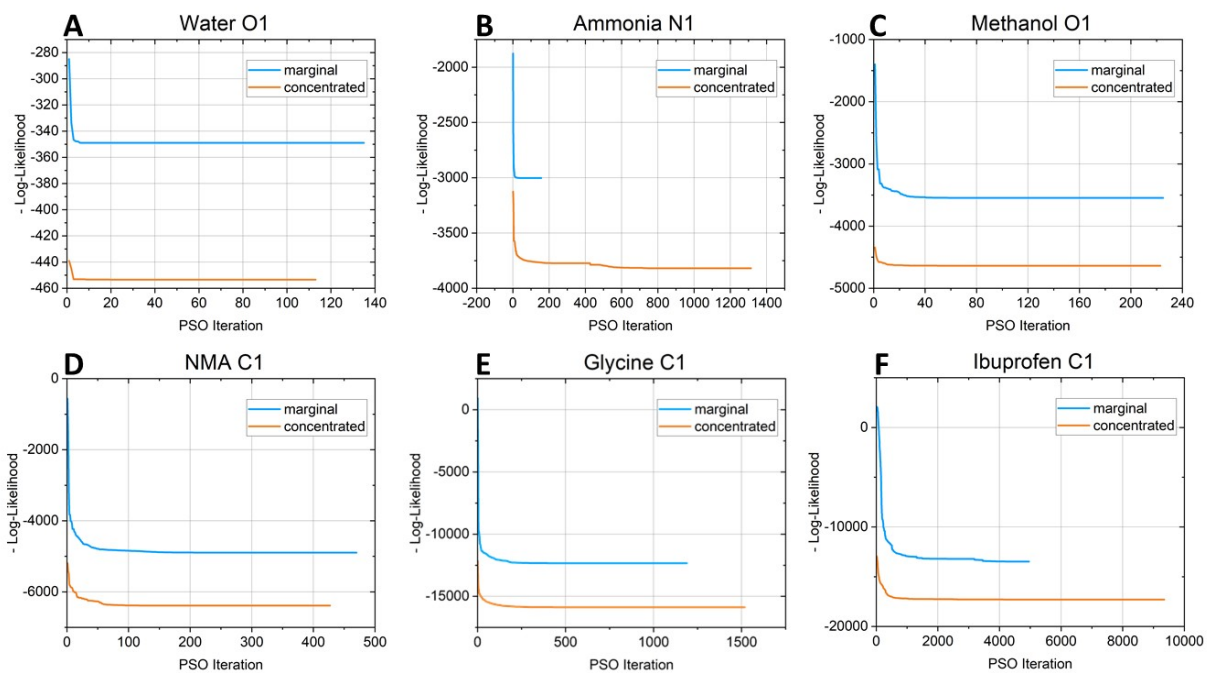 A
Water O1
-280
-300
-320
-340
-360
-380
-400
-420
-440
-460
0
20
40
60
80
100
120
140
- Log-Likelihood
PSO Iteration
marginal
concentrated
B
Ammonia N1
-2000
-2500
-3000
-3500
-4000
-200
0
200
400
600
800
1000
1200
1400
- Log-Likelihood
PSO Iteration
marginal
concentrated
C
Methanol O1
-1000
-2000
-3000
-4000
-5000
0
40
80
120
160
200
240
- Log-Likelihood
PSO Iteration
marginal
concentrated
D
NMA C1
0
-2000
-4000
-6000
0
100
200
300
400
500
- Log-Likelihood
PSO Iteration
marginal
concentrated
E
Glycine C1
0
-5000
-10000
-15000
0
500
1000
1500
- Log-Likelihood
PSO Iteration
marginal
concentrated
F
Ibuprofen C1
0
-10000
-20000
0
2000
4000
6000
8000
10000
- Log-Likelihood
PSO Iteration
marginal
concentrated